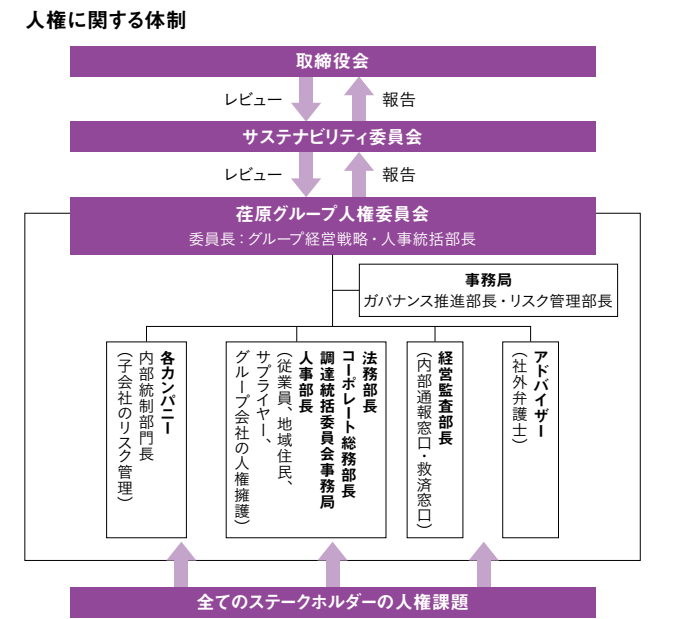 人権に関する体制
取締役会
レビュー
報告
サステナビリティ委員会
レビュー
報告
荏原グループ人権委員会
委員長：グループ経営戦略・人事統括部長
事務局
ガバナンス推進部長・リスク管理部長
各カンパニー
内部統制部門長
（子会社のリスク管理）
法務部長
コーポレート総務部長
調達統括委員会事務局
人事部長
（従業員、地域住民、
サプライヤー、
グループ会社の人権擁護）
経営監査部長
（内部通報窓口・救済窓口）
アドバイザー
（社外弁護士）
全てのステークホルダーの人権課題